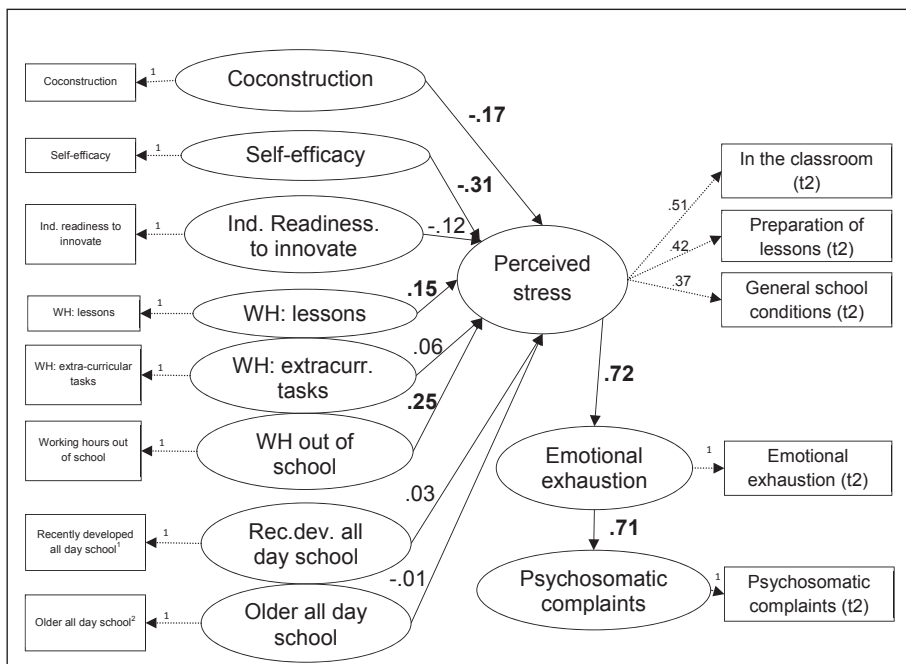 Coconstruction
1
Coconstruction
-.17
Self-efficacy
1
Self-efficacy
-.31
Ind. readiness to
innovate
1
Ind. Readiness.
to innovate
-.12
WH: lessons
1
WH: lessons
.15
WH: extra-curricular
tasks
1
WH: extracurr.
tasks
.06
Working hours out
of school
1
WH out of
school
.25
Recently developed
all day school¹
1
Rec.dev. all
day school
.03
Older all day school²
1
Older all day
school
-.01
Perceived
stress
.51
In the classroom
(t2)
.42
Preparation of
lessons (t2)
.37
General school
conditions (t2)
.72
Emotional
exhaustion
1
Emotional
exhaustion (t2)
.71
Psychosomatic
complaints
1
Psychosomatic
complaints (t2)